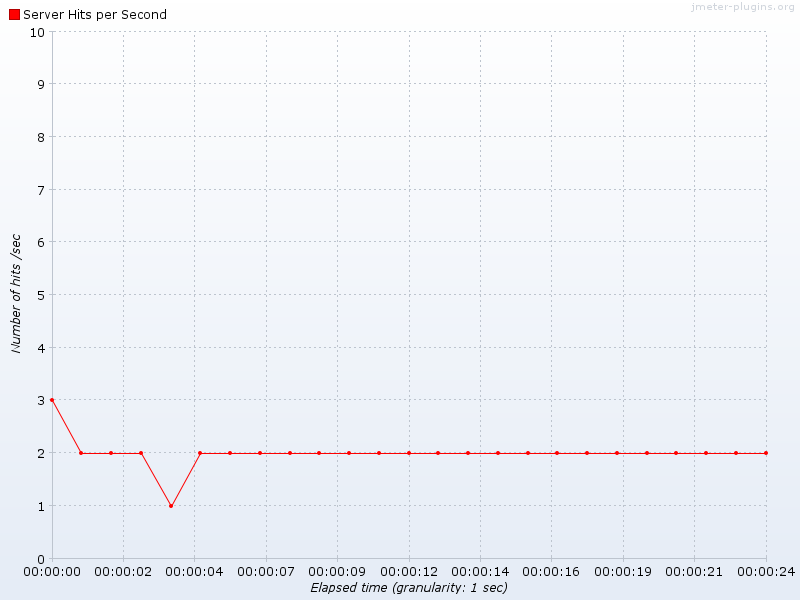 jmeter-plugins.org
Server Hits per Second
10
9
8
7
6
5
4
3
2
1
0
Number of hits /sec
00:00:00 00:00:02 00:00:04 00:00:07 00:00:09 00:00:12 00:00:14 00:00:16 00:00:19 00:00:21 00:00:24
Elapsed time (granularity: 1 sec)